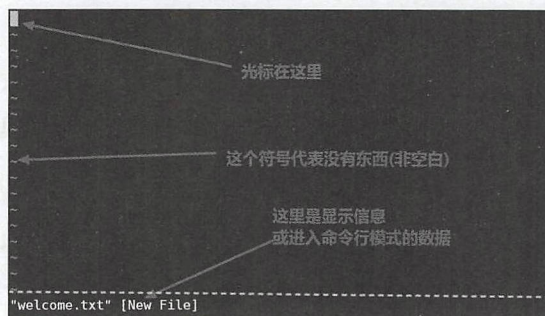 光标在这里
这个符号代表没有东西(非空白)
这里是显示信息
或进入命令行模式的数据
"welcome.txt" [New File]